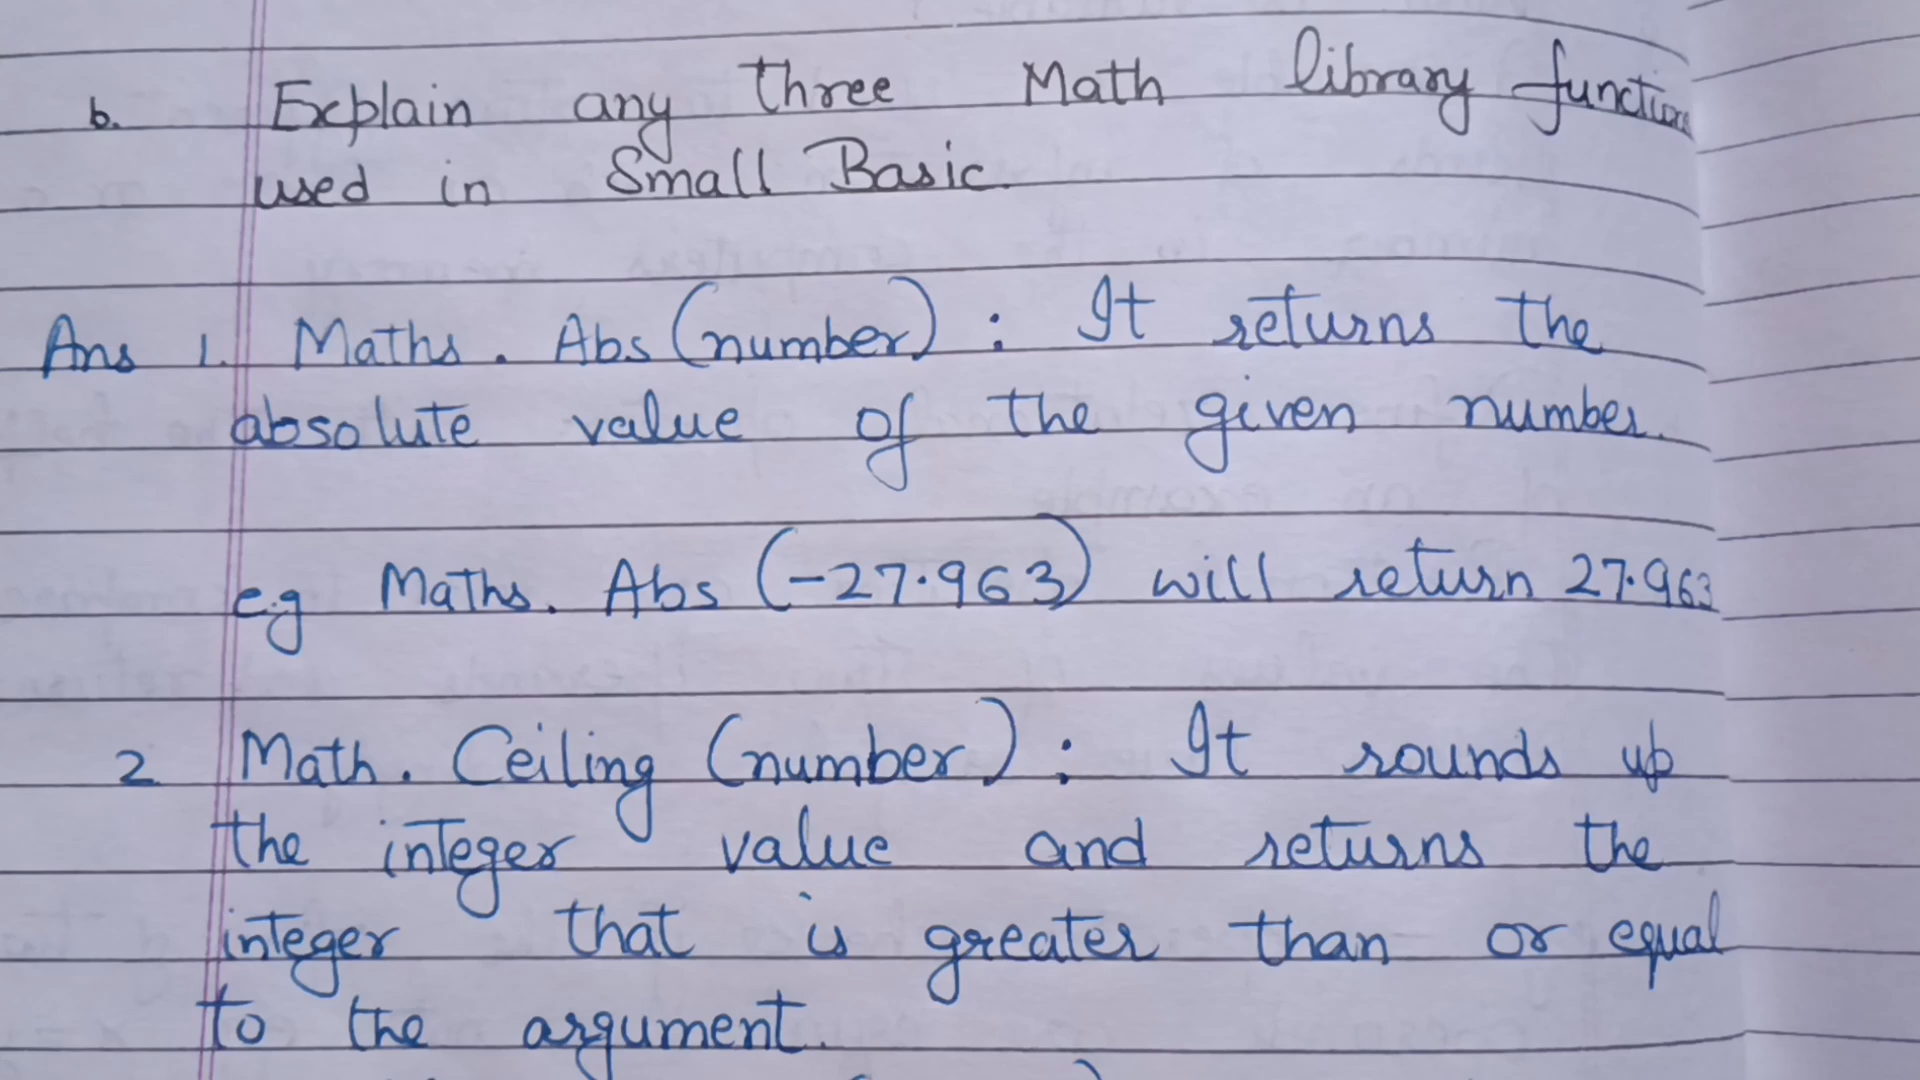 b. Explain any three Math library functions
used in Small Basic.
Ans 1. Maths. Abs (number) : It returns the
absolute value of the given number.
e.g Maths. Abs (-27.963) will return 27.963
2 Math. Ceiling (number) : It rounds up
the integer value and returns the
integer that is greater than or equal
to the argument.